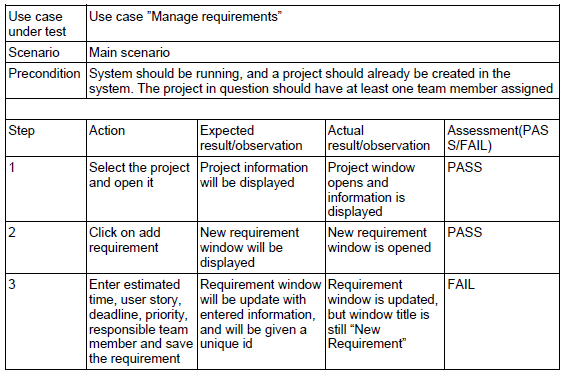 Use case
under test
Use case ”Manage requirements”
Scenario
Main scenario
Precondition
System should be running, and a project should already be created in the
system. The project in question should have at least one team member assigned
Step
Action
Expected
result/observation
Actual
result/observation
Assessment(PAS
S/FAIL)
1
Select the project
and open it
Project information
will be displayed
Project window
opens and
information is
displayed
PASS
2
Click on add
requirement
New requirement
window will be
displayed
New requirement
window is opened
PASS
3
Enter estimated
time, user story,
deadline, priority,
responsible team
member and save
the requirement
Requirement window
will be update with
entered information,
and will be given a
unique id
Requirement
window is updated,
but window title is
still “New
Requirement”
FAIL